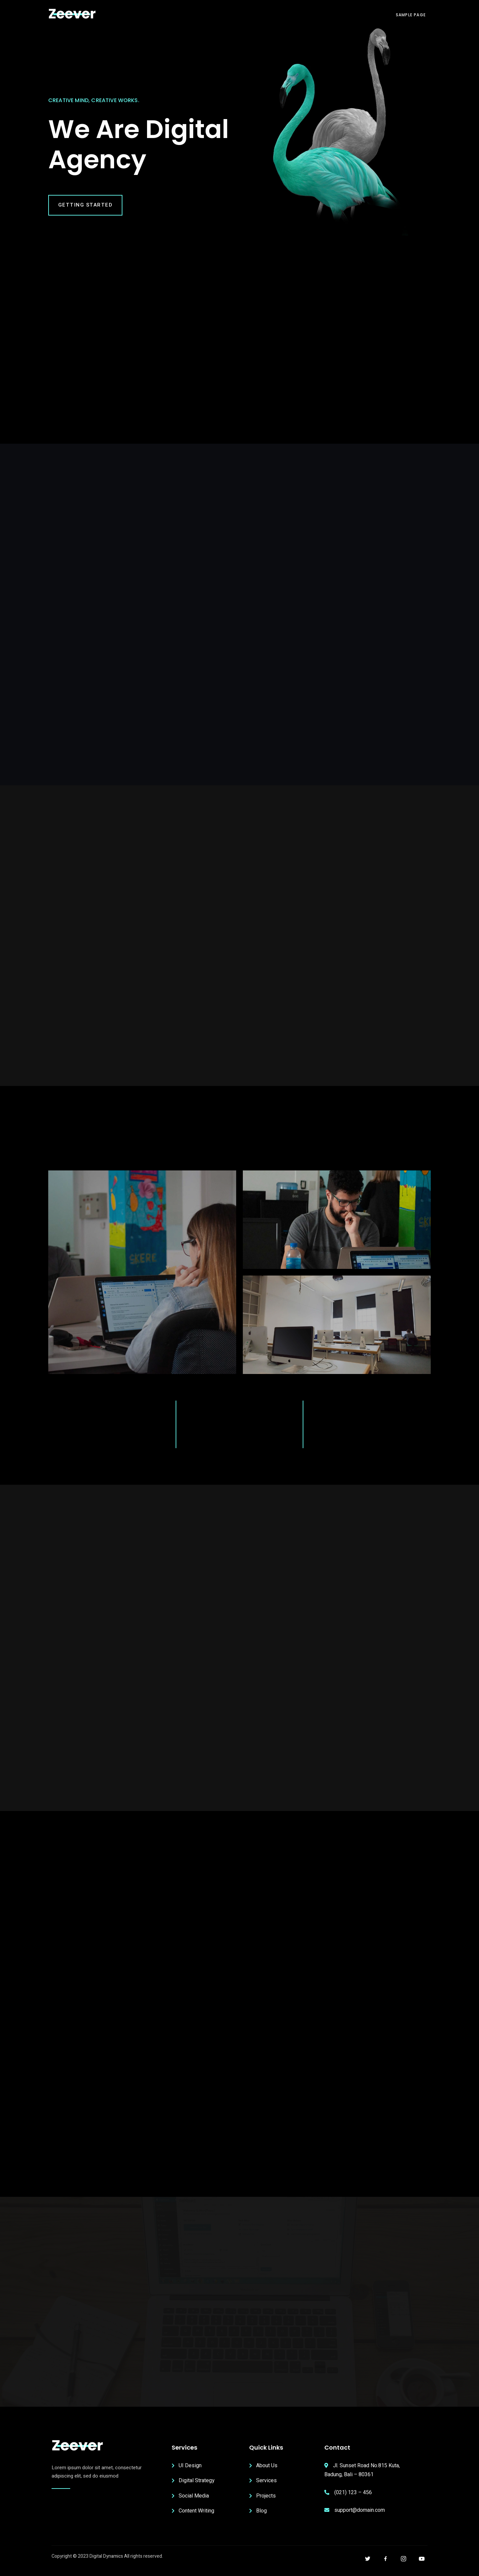 Zeever
SAMPLE PAGE
CREATIVE MIND, CREATIVE WORKS.
We Are Digital
Agency
GETTING STARTED
Zeever
Lorem ipsum dolor sit amet, consectetur
adipiscing elit, sed do eiusmod
Services
UI Design
Digital Strategy
Social Media
Content Writing
Quick Links
About Us
Services
Projects
Blog
Contact
Jl. Sunset Road No.815 Kuta,
Badung, Bali – 80361
(021) 123 – 456
support@domain.com
Copyright © 2023 Digital Dynamics All rights reserved.